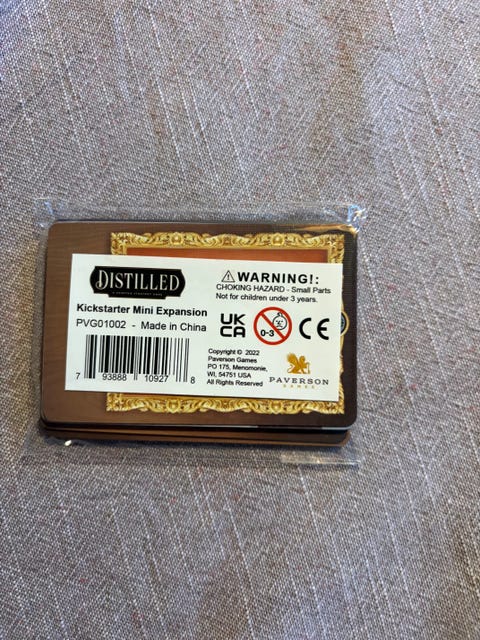 DISTILLED
A SPIRITED STRATEGY GAME
Kickstarter Mini Expansion
PVG01002 - Made in China
7 93888 10927 8
WARNING!:
CHOKING HAZARD - Small Parts
Not for children under 3 years.
UK
CA
0-3
CE
Copyright © 2022
Paverson Games
PO 175, Menomonie,
WI, 54751 USA
All Rights Reserved
PAVERSON
GAMES